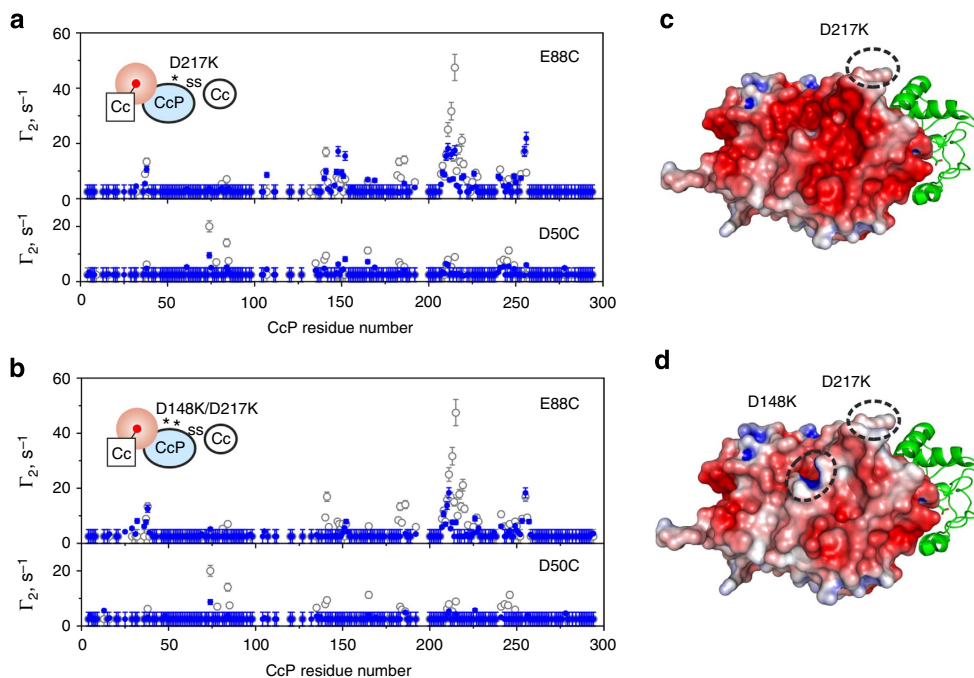 a
60
40
20
0
Γ₂, s⁻¹
D217K
* ss
Cc
CcP
Cc
E88C
20
0
Γ₂, s⁻¹
D50C
0 50 100 150 200 250 300
CcP residue number
b
60
40
20
0
Γ₂, s⁻¹
D148K/D217K
* * ss
Cc
CcP
Cc
E88C
20
0
Γ₂, s⁻¹
D50C
0 50 100 150 200 250 300
CcP residue number
c
D217K
d
D217K
D148K